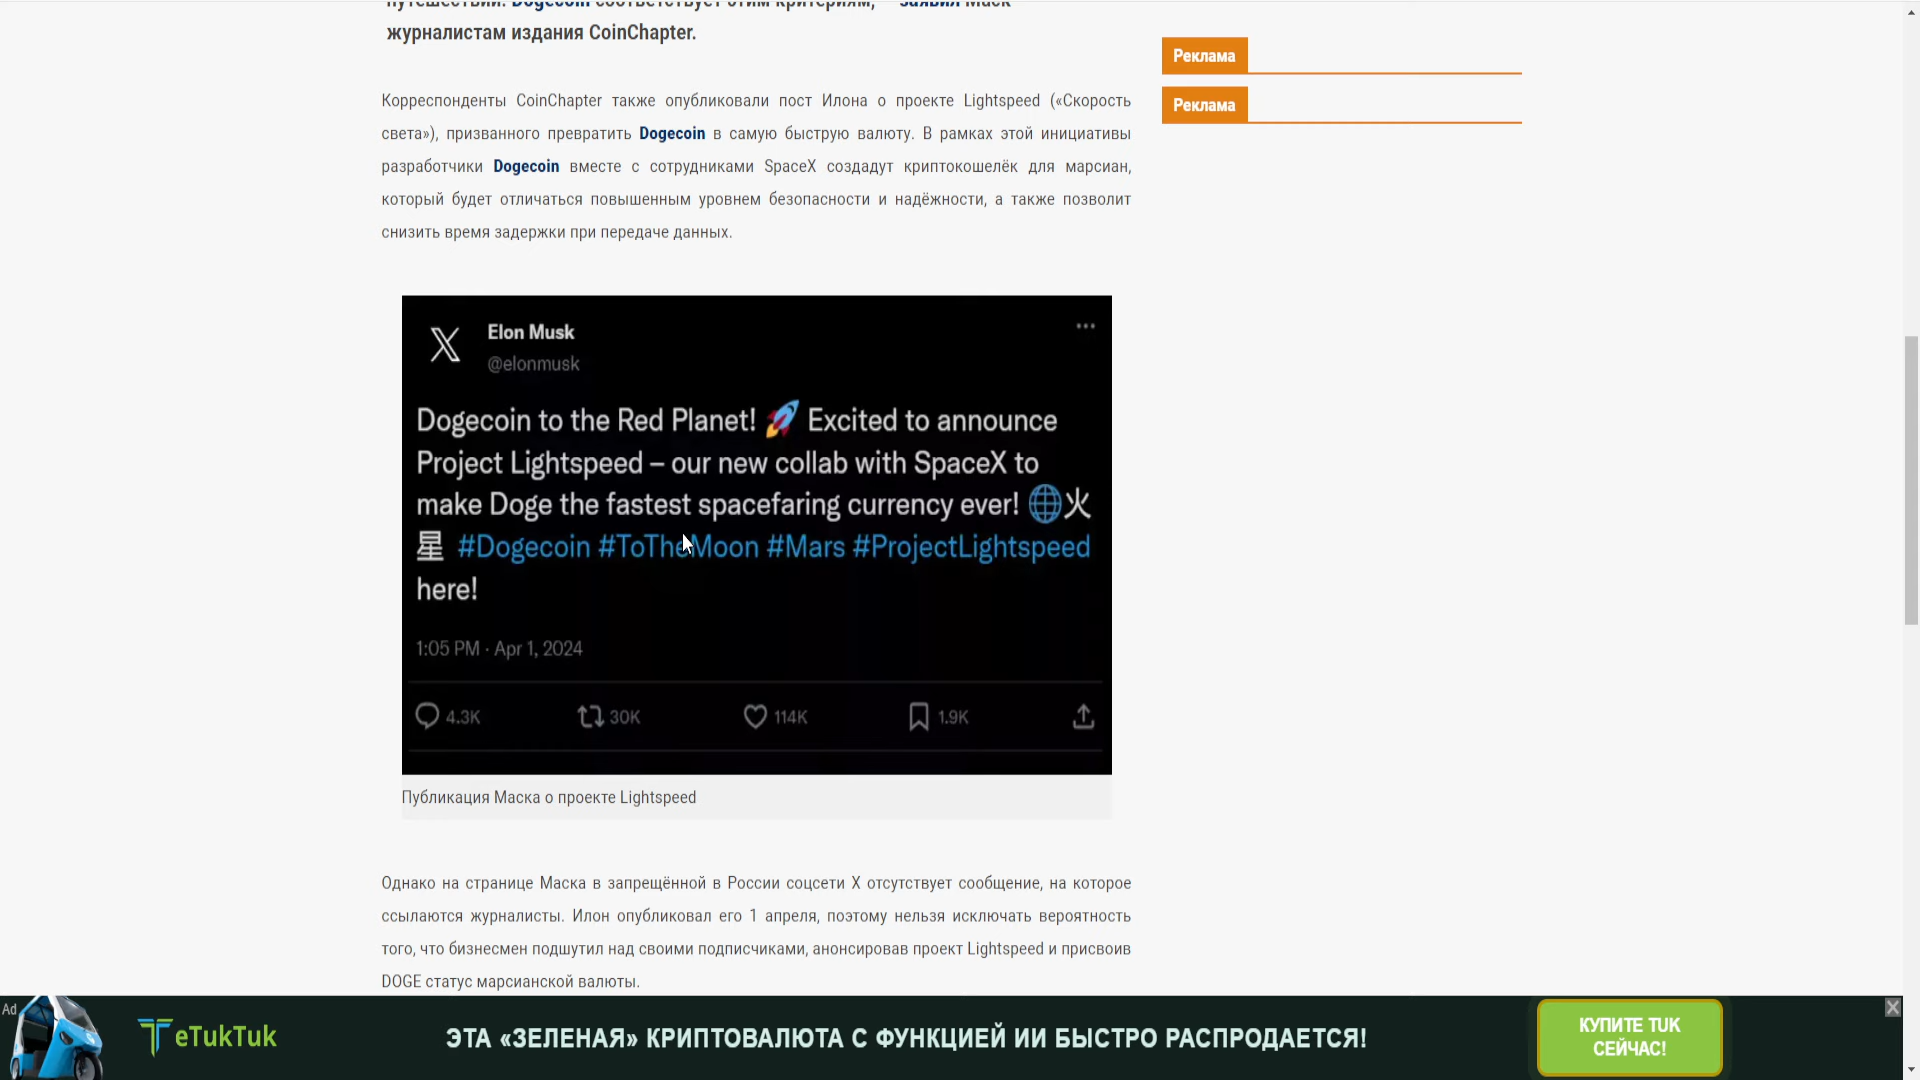 Dogecoin соответствует этим критериям, — заявил Маск
журналистам издания CoinChapter.
Реклама
Реклама
Корреспонденты CoinChapter также опубликовали пост Илона о проекте Lightspeed («Скорость
света»), призванного превратить Dogecoin в самую быструю валюту. В рамках этой инициативы
разработчики Dogecoin вместе с сотрудниками SpaceX создадут криптокошелёк для марсиан,
который будет отличаться повышенным уровнем безопасности и надёжности, а также позволит
снизить время задержки при передаче данных.
Elon Musk
@elonmusk
Dogecoin to the Red Planet! 🚀 Excited to announce
Project Lightspeed – our new collab with SpaceX to
make Doge the fastest spacefaring currency ever! 🌐火
星 #Dogecoin #ToTheMoon #Mars #ProjectLightspeed
here!
1:05 PM · Apr 1, 2024
4.3K 30K 114K 1.9K
Публикация Маска о проекте Lightspeed
Однако на странице Маска в запрещённой в России соцсети X отсутствует сообщение, на которое
ссылаются журналисты. Илон опубликовал его 1 апреля, поэтому нельзя исключать вероятность
того, что бизнесмен подшутил над своими подписчиками, анонсировав проект Lightspeed и присвоив
DOGE статус марсианской валюты.
Ad
eTukTuk
ЭТА «ЗЕЛЕНАЯ» КРИПТОВАЛЮТА С ФУНКЦИЕЙ ИИ БЫСТРО РАСПРОДАЕТСЯ!
КУПИТЕ TUK
СЕЙЧАС!